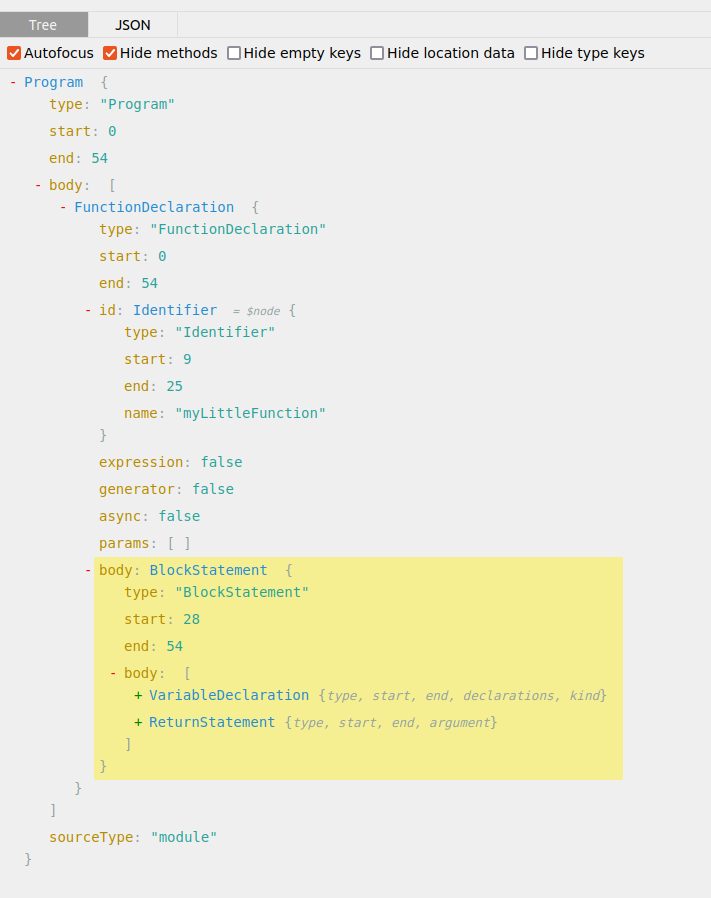 Tree JSON
Autofocus Hide methods Hide empty keys Hide location data Hide type keys
- Program {
type: "Program"
start: 0
end: 54
- body: [
- FunctionDeclaration {
type: "FunctionDeclaration"
start: 0
end: 54
- id: Identifier = $node {
type: "Identifier"
start: 9
end: 25
name: "myLittleFunction"
}
expression: false
generator: false
async: false
params: [ ]
- body: BlockStatement {
type: "BlockStatement"
start: 28
end: 54
- body: [
+ VariableDeclaration {type, start, end, declarations, kind}
+ ReturnStatement {type, start, end, argument}
]
}
}
]
sourceType: "module"
}